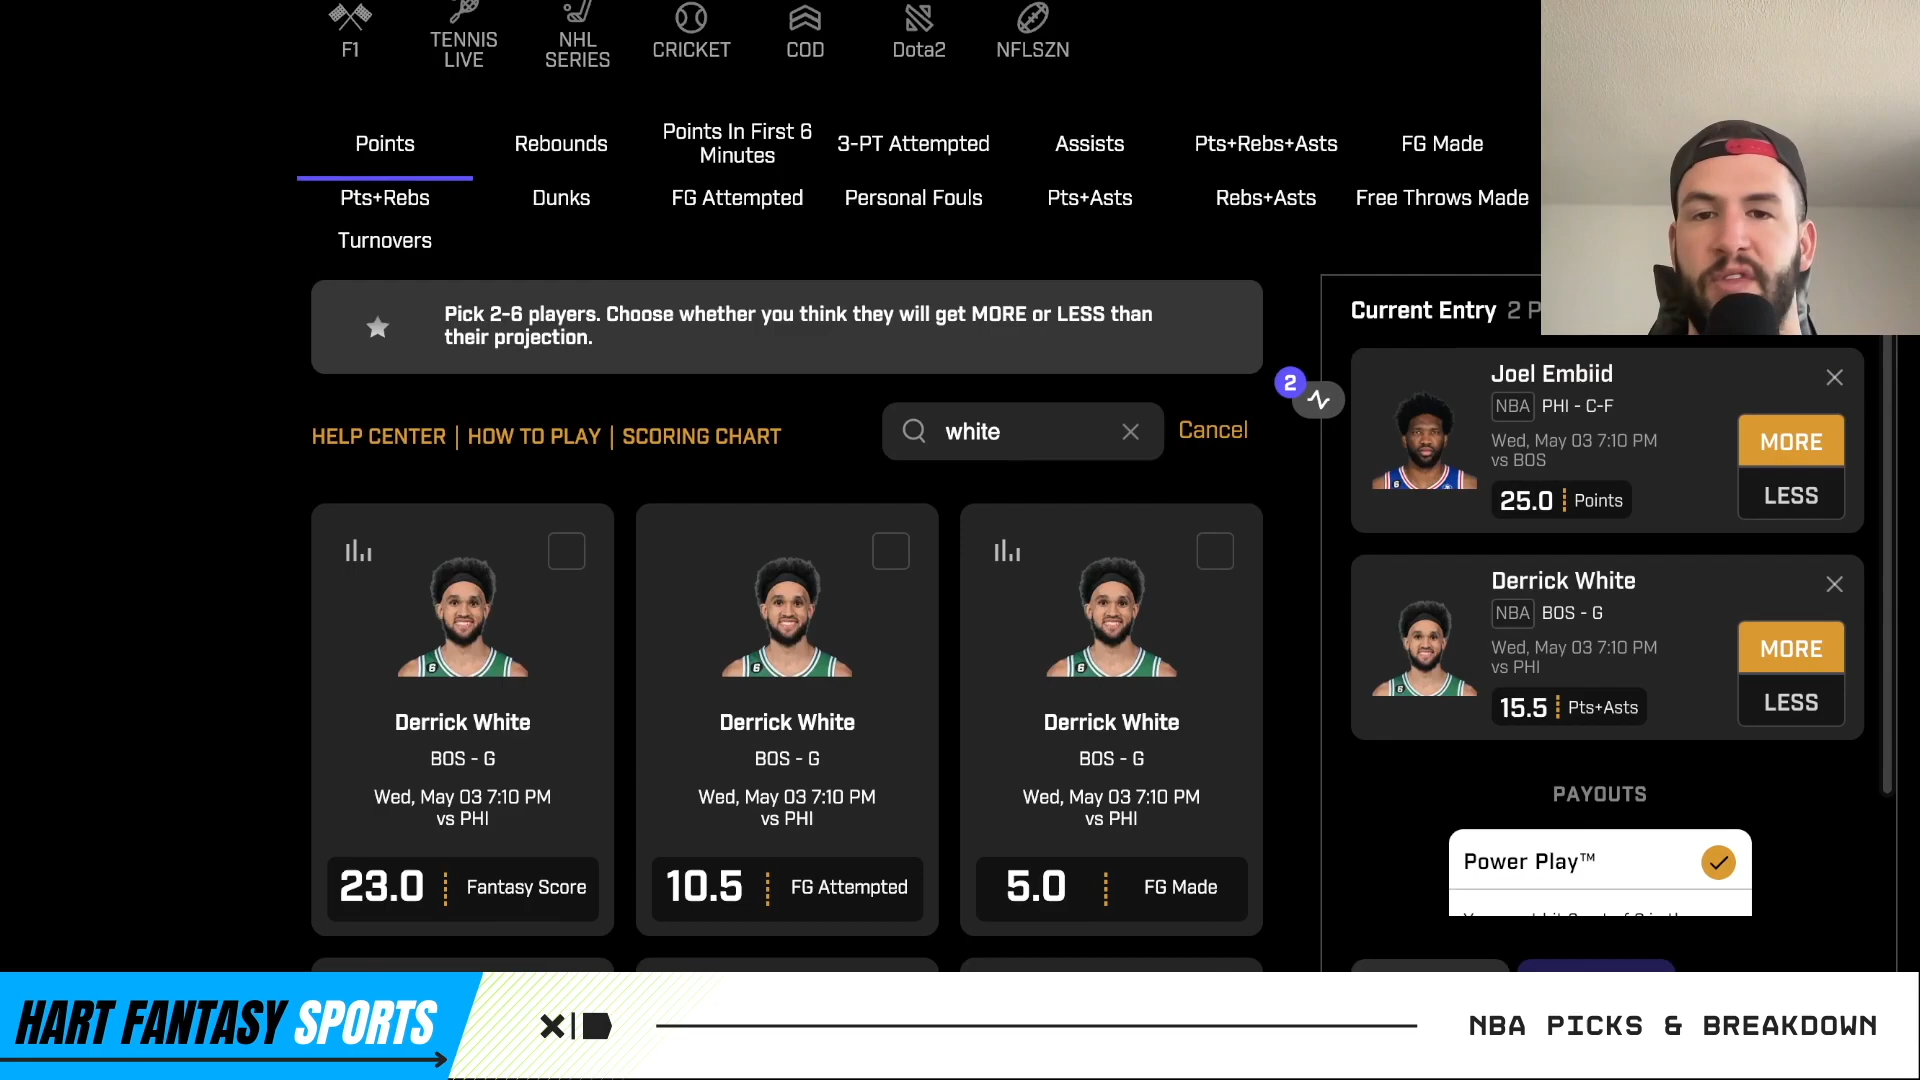 F1
TENNIS
LIVE
NHL
SERIES
CRICKET
COD
Dota2
NFLSZN
Points
Rebounds
Points In First 6
Minutes
3-PT Attempted
Assists
Pts+Rebs+Asts
FG Made
Pts+Rebs
Dunks
FG Attempted
Personal Fouls
Pts+Asts
Rebs+Asts
Free Throws Made
Turnovers
Pick 2-6 players. Choose whether you think they will get MORE or LESS than
their projection.
HELP CENTER | HOW TO PLAY | SCORING CHART
white
Cancel
Derrick White
BOS - G
Wed, May 03 7:10 PM
vs PHI
23.0 Fantasy Score
Derrick White
BOS - G
Wed, May 03 7:10 PM
vs PHI
10.5 FG Attempted
Derrick White
BOS - G
Wed, May 03 7:10 PM
vs PHI
5.0 FG Made
Current Entry 2 P
2
Joel Embiid
NBA PHI - C-F
Wed, May 03 7:10 PM
vs BOS
25.0 Points
MORE
LESS
Derrick White
NBA BOS - G
Wed, May 03 7:10 PM
vs PHI
15.5 Pts+Asts
MORE
LESS
PAYOUTS
Power Play™
HART FANTASY SPORTS
NBA PICKS & BREAKDOWN